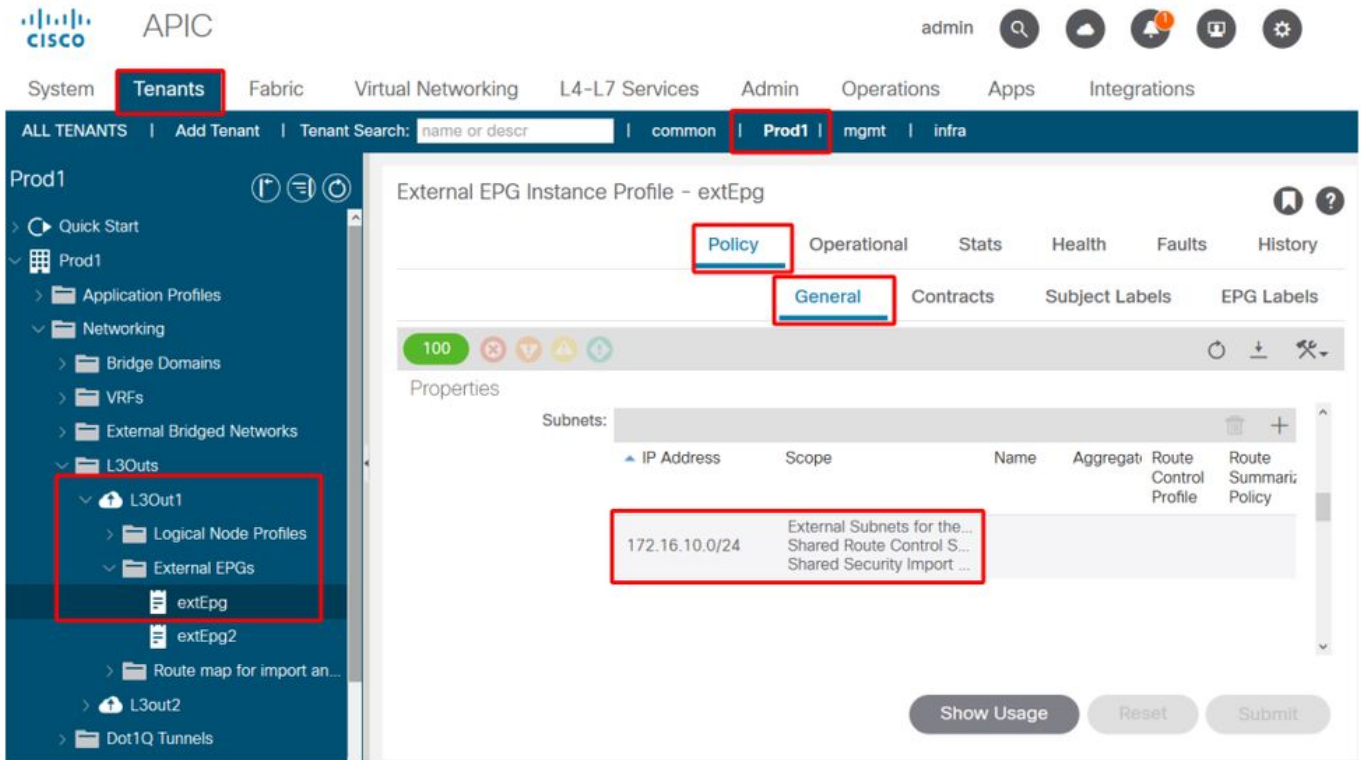 CISCO
APIC
admin
1
System Tenants Fabric Virtual Networking L4-L7 Services Admin Operations Apps Integrations
ALL TENANTS | Add Tenant | Tenant Search: name or descr | common | Prod1 | mgmt | infra
Prod1
Quick Start
Prod1
Application Profiles
Networking
Bridge Domains
VRFs
External Bridged Networks
L3Outs
L3Out1
Logical Node Profiles
External EPGs
extEpg
extEpg2
Route map for import an...
L3out2
Dot1Q Tunnels
External EPG Instance Profile - extEpg
?
Policy Operational Stats Health Faults History
General Contracts Subject Labels EPG Labels
100
Properties
Subnets:
IP Address Scope Name Aggregat Route Control Profile Route Summariz Policy
172.16.10.0/24
External Subnets for the...
Shared Route Control S...
Shared Security Import ...
Show Usage Reset Submit